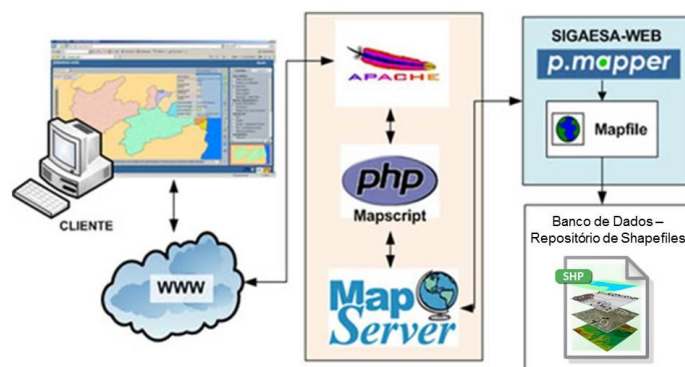 CLIENTE
WWW
APACHE
php
Mapscript
Map
Server
SIGAESA-WEB
p.mapper
Mapfile
Banco de Dados –
Repositório de Shapefiles
SHP